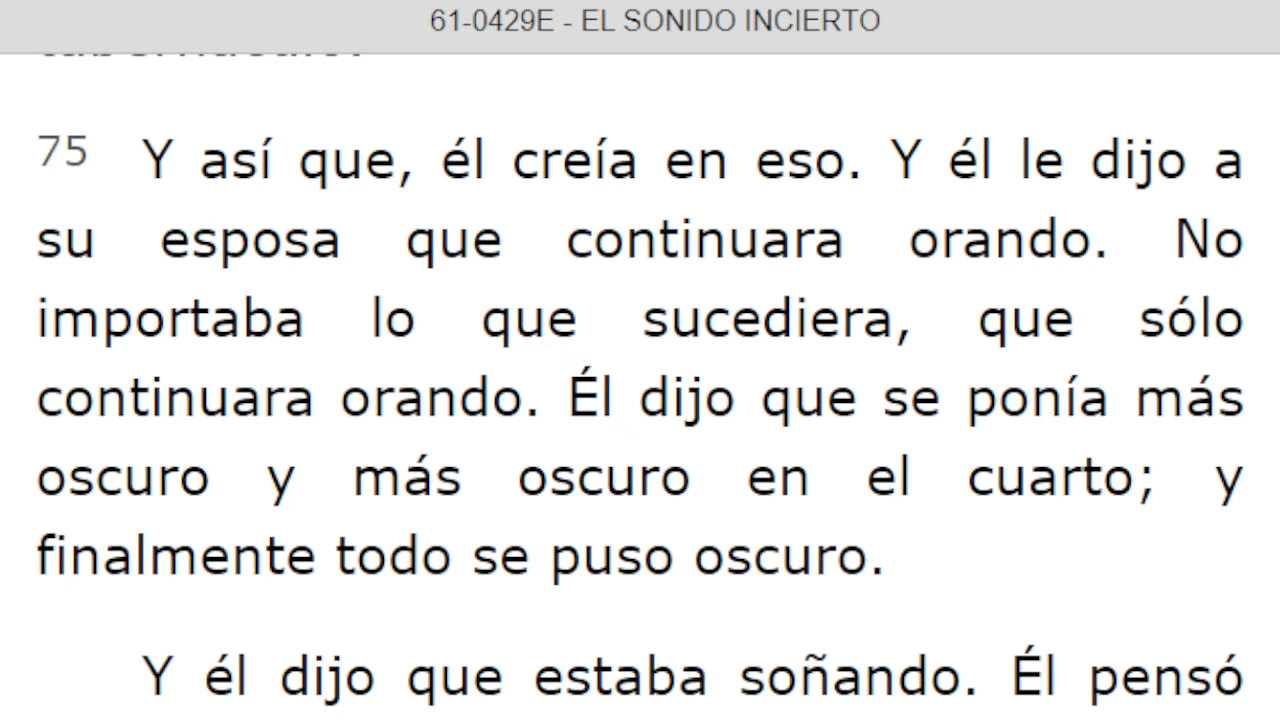 61-0429E - EL SONIDO INCIERTO
75 Y así que, él creía en eso. Y él le dijo a
su esposa que continuara orando. No
importaba lo que sucediera, que sólo
continuara orando. Él dijo que se ponía más
oscuro y más oscuro en el cuarto; y
finalmente todo se puso oscuro.
Y él dijo que estaba soñando. Él pensó